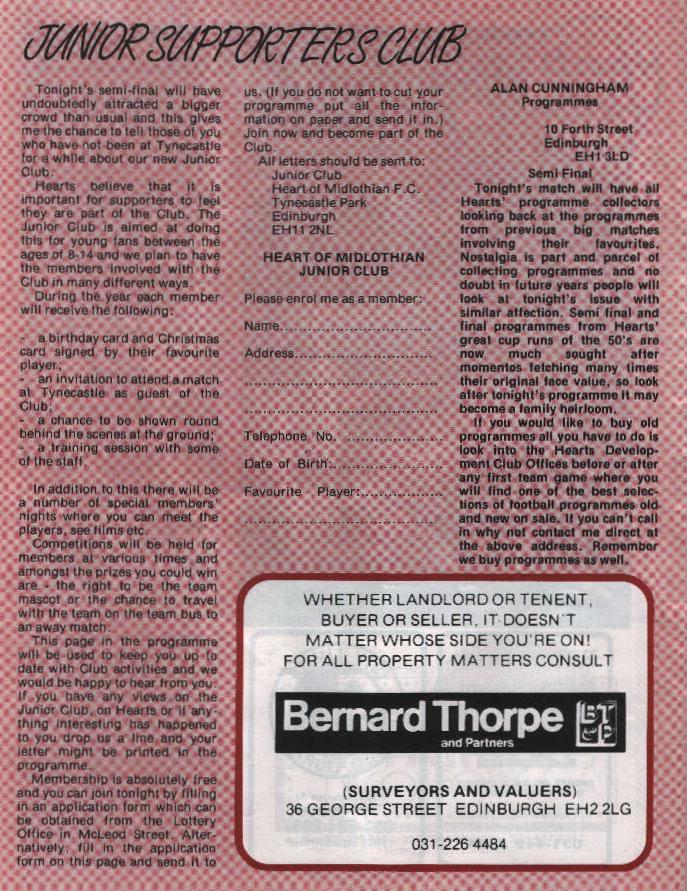 JUNIOR SUPPORTERS CLUB
Tonight's semi-final will have
undoubtedly attracted a bigger
crowd than usual and this gives
me the chance to tell those of you
who have not been at Tynecastle
for a while about our new Junior
Club.
Hearts believe that it is
important for supporters to feel
they are part of the Club. The
Junior Club is aimed at doing
this for young fans between the
ages of 8-14 and we plan to have
the members involved with the
Club in many different ways.
During the year each member
will receive the following:
- a birthday card and Christmas
card signed by their favourite
player;
- an invitation to attend a match
at Tynecastle as guest of the
Club;
- a chance to be shown round
behind the scenes at the ground;
- a training session with some
of the staff,
In addition to this there will be
a number of special members'
nights where you can meet the
players, see films etc.
Competitions will be held for
members at various times and
amongst the prizes you could win
are - the right to be the team
mascot or the chance to travel
with the team on the team bus to
an away match.
This page in the programme
will be used to keep you up to
date with Club activities and we
would be happy to hear from you.
If you have any views on the
Junior Club, on Hearts or if any-
thing interesting has happened
to you drop us a line and your
letter might be printed in the
programme.
Membership is absolutely free
and you can join tonight by filling
in an application form which can
be obtained from the Lottery
Office in McLeod Street. Alter-
natively, fill in the application
form on this page and send it to
us. (If you do not want to cut your
programme put all the infor-
mation on paper and send it in.)
Join now and become part of the
Club.
All letters should be sent to:
Junior Club
Heart of Midlothian F.C.
Tynecastle Park
Edinburgh
EH11 2NL
HEART OF MIDLOTHIAN
JUNIOR CLUB
Please enrol me as a member:
Name..............................
Address..........................
....................................
....................................
Telephone No. .................
Date of Birth:...................
Favourite Player:..............
....................................
ALAN CUNNINGHAM
Programmes
10 Forth Street
Edinburgh
EH1 3LD
Semi Final
Tonight's match will have all
Hearts' programme collectors
looking back at the programmes
from previous big matches
involving their favourites.
Nostalgia is part and parcel of
collecting programmes and no
doubt in future years people will
look at tonight's issue with
similar affection. Semi final and
final programmes from Hearts'
great cup runs of the 50's are
now much sought after
momentos fetching many times
their original face value, so look
after tonight's programme it may
become a family heirloom.
If you would like to buy old
programmes all you have to do is
look into the Hearts Develop-
ment Club Offices before or after
any first team game where you
will find one of the best selec-
tions of football programmes old
and new on sale. If you can't call
in why not contact me direct at
the above address. Remember
we buy programmes as well.
WHETHER LANDLORD OR TENENT,
BUYER OR SELLER, IT DOESN'T
MATTER WHOSE SIDE YOU'RE ON!
FOR ALL PROPERTY MATTERS CONSULT
Bernard Thorpe BT&P
and Partners
(SURVEYORS AND VALUERS)
36 GEORGE STREET EDINBURGH EH2 2LG
031-226 4484